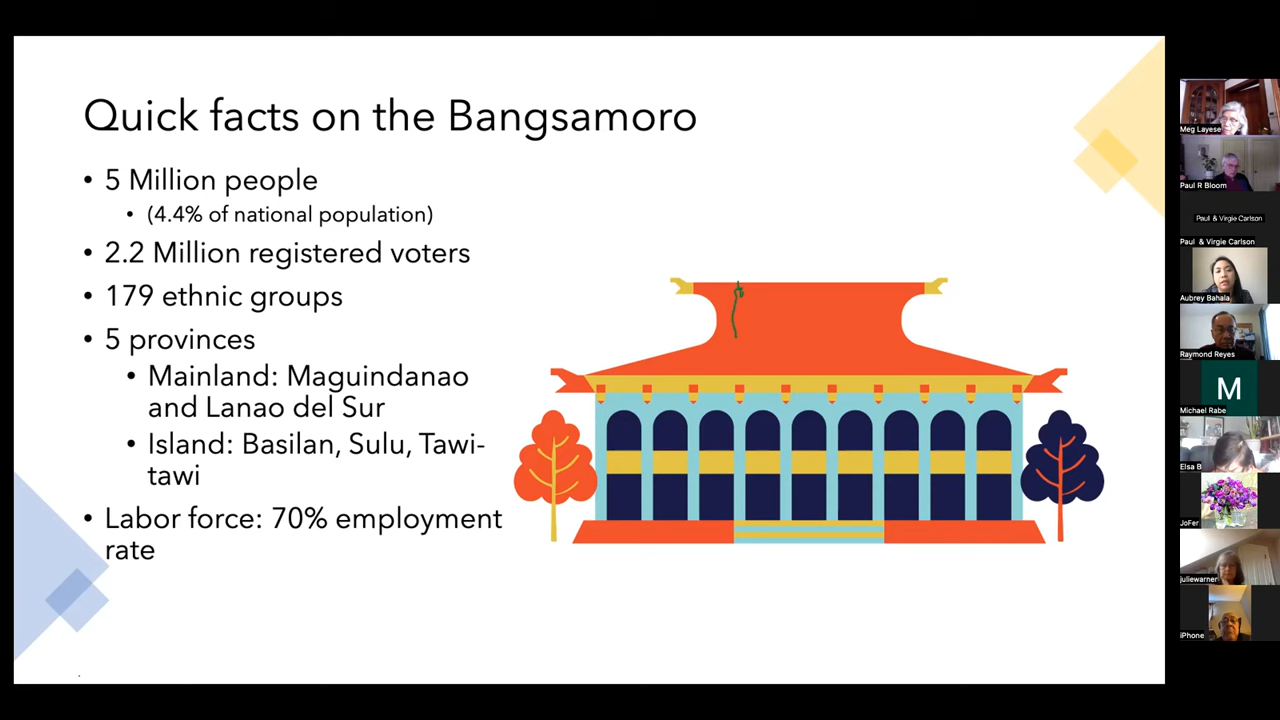 Quick facts on the Bangsamoro
• 5 Million people
• (4.4% of national population)
• 2.2 Million registered voters
• 179 ethnic groups
• 5 provinces
• Mainland: Maguindanao
and Lanao del Sur
• Island: Basilan, Sulu, Tawi-
tawi
• Labor force: 70% employment
rate
Meg Layese
Paul R Bloom
Paul & Virgie Carlson
Paul & Virgie Carlson
Aubrey Bahala
Raymond Reyes
M
Michael Rabe
Elsa B
JoFer
juliewarner
iPhone